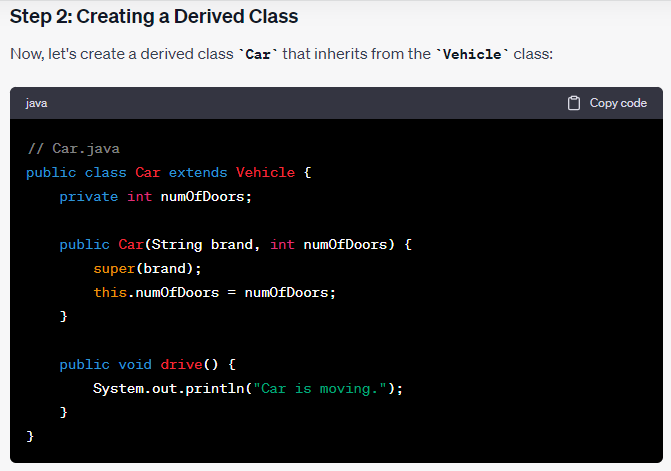 Step 2: Creating a Derived Class
Now, let's create a derived class `Car` that inherits from the `Vehicle` class:
java
Copy code
// Car.java
public class Car extends Vehicle {
    private int numOfDoors;
    public Car(String brand, int numOfDoors) {
        super(brand);
        this.numOfDoors = numOfDoors;
    }
    public void drive() {
        System.out.println("Car is moving.");
    }
}